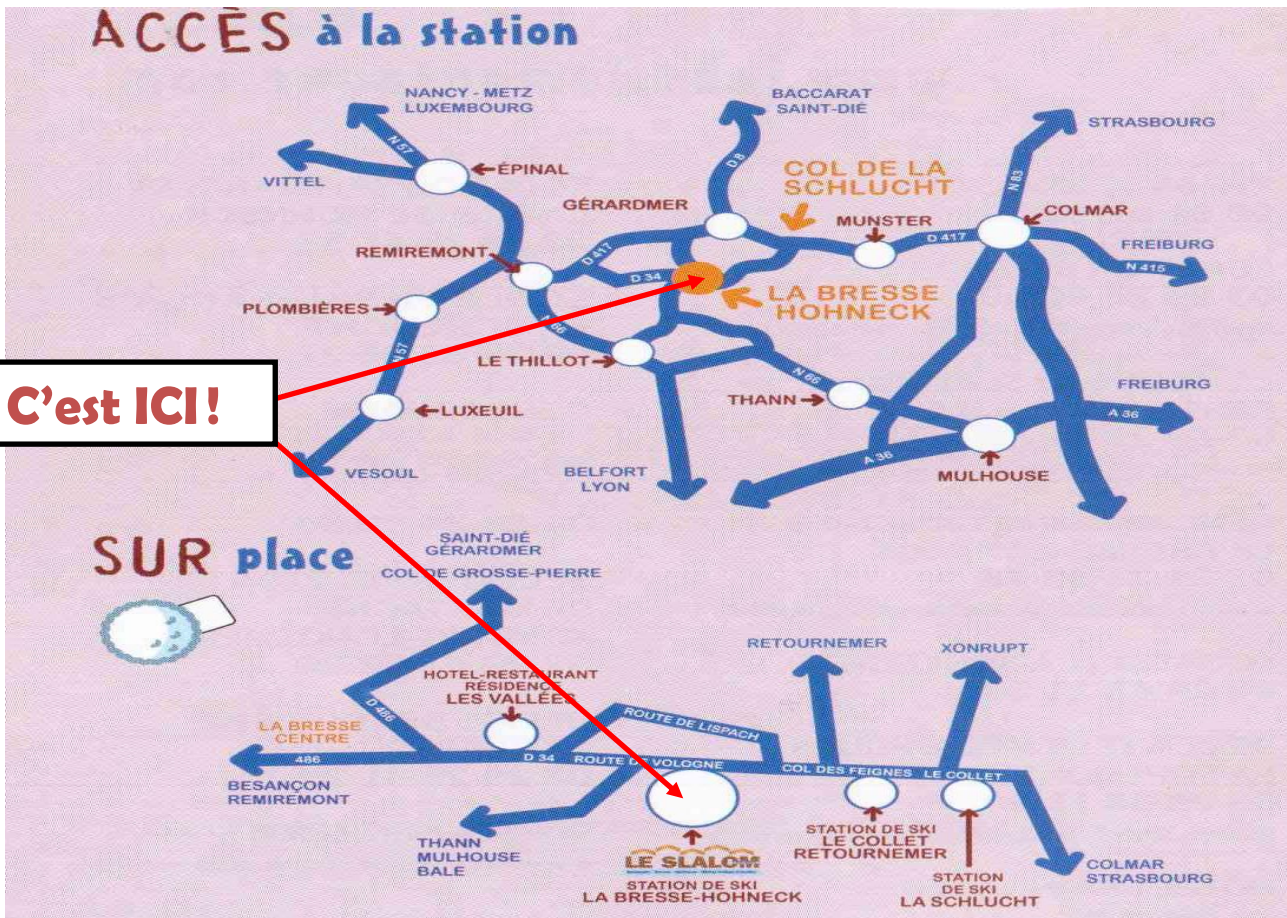 ACCÈS à la station
NANCY - METZ
LUXEMBOURG
BACCARAT
SAINT-DIÉ
STRASBOURG
N 57
VITTEL
ÉPINAL
D 8
COL DE LA
SCHLUCHT
N 83
GÉRARDMER
MUNSTER
COLMAR
REMIREMONT
D 417
D 417
FREIBURG
N 415
D 34
PLOMBIÈRES
LA BRESSE
HOHNECK
N 66
N 57
LE THILLOT
C'est ICI!
N 66
THANN
FREIBURG
A 36
LUXEUIL
A 36
VESOUL
BELFORT
LYON
MULHOUSE
SUR place
SAINT-DIÉ
GÉRARDMER
COL DE GROSSE-PIERRE
RETOURNEMER
XONRUPT
HOTEL-RESTAURANT
RÉSIDENCE
LES VALLÉES
D 486
ROUTE DE LISPACH
LA BRESSE
CENTRE
486
D 34
ROUTE DE VOLOGNE
COL DES FEIGNES
LE COLLET
BESANÇON
REMIREMONT
THANN
MULHOUSE
BALE
LE SLALOM
STATION DE SKI
LA BRESSE-HOHNECK
STATION DE SKI
LE COLLET
RETOURNEMER
STATION
DE SKI
LA SCHLUCHT
COLMAR
STRASBOURG